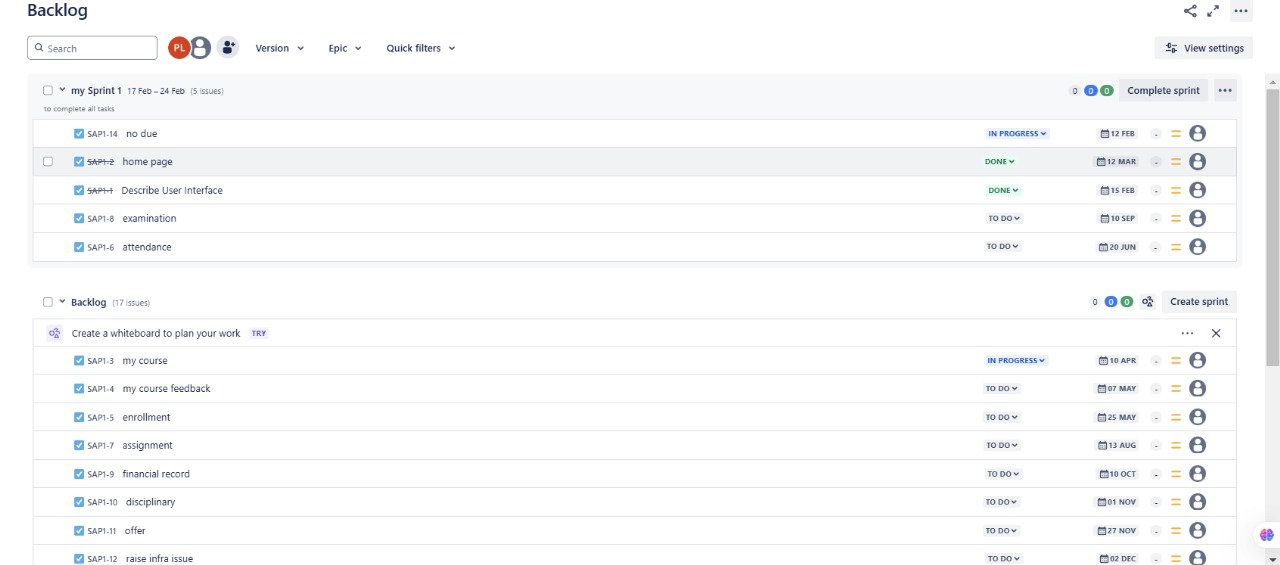 Backlog
Search PL Version Epic Quick filters View settings
my Sprint 1 17 Feb – 24 Feb (5 issues) 0 0 0 Complete sprint
to complete all tasks
SAP1-14 no due IN PROGRESS 12 FEB -
SAP1-2 home page DONE 12 MAR -
SAP1-1 Describe User Interface DONE 15 FEB -
SAP1-8 examination TO DO 10 SEP -
SAP1-6 attendance TO DO 20 JUN -
Backlog (17 issues) 0 0 0 Create sprint
Create a whiteboard to plan your work TRY
SAP1-3 my course IN PROGRESS 10 APR -
SAP1-4 my course feedback TO DO 07 MAY -
SAP1-5 enrollment TO DO 25 MAY -
SAP1-7 assignment TO DO 13 AUG -
SAP1-9 financial record TO DO 10 OCT -
SAP1-10 disciplinary TO DO 01 NOV -
SAP1-11 offer TO DO 27 NOV -
SAP1-12 raise infra issue TO DO 02 DEC -